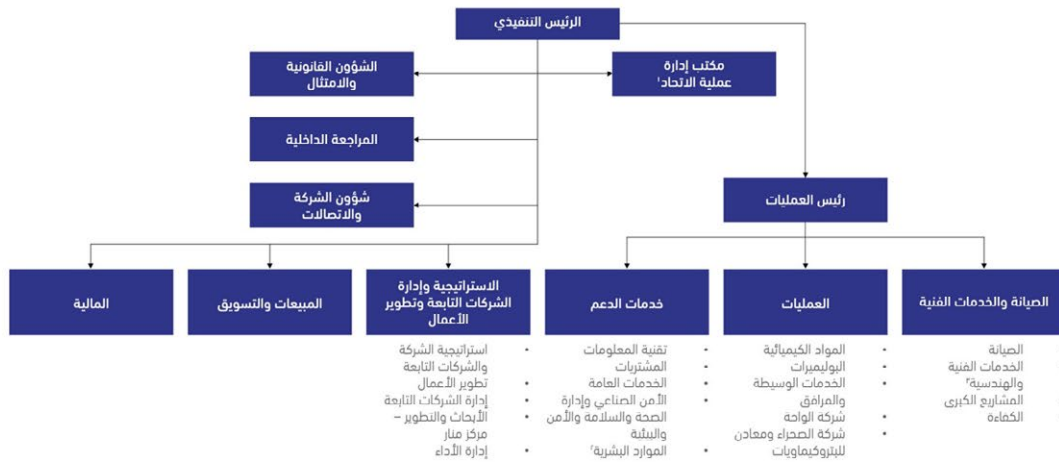 الرئيس التنفيذي
مكتب إدارة
عملية الاتحاد¹
الشؤون القانونية
والامتثال
المراجعة الداخلية
شؤون الشركة
والاتصالات
رئيس العمليات
الصيانة والخدمات الفنية
الصيانة
الخدمات الفنية
والهندسية³
المشاريع الكبرى
الكفاءة
العمليات
• المواد الكيميائية
• البوليميرات
• الخدمات الوسيطة
والمرافق
• شركة الواحة
• شركة الصحراء ومعادن
للبتروكيماويات
خدمات الدعم
• تقنية المعلومات
• المشتريات
• الخدمات العامة
• الأمن الصناعي وإدارة
الصحة والسلامة والأمن
والبيئية
• الموارد البشرية²
الاستراتيجية وإدارة
الشركات التابعة وتطوير
الأعمال
• استراتيجية الشركة
والشركات التابعة
• تطوير الأعمال
• إدارة الشركات التابعة
• الأبحاث والتطوير –
مركز منار
• إدارة الأداء
المبيعات والتسويق
المالية